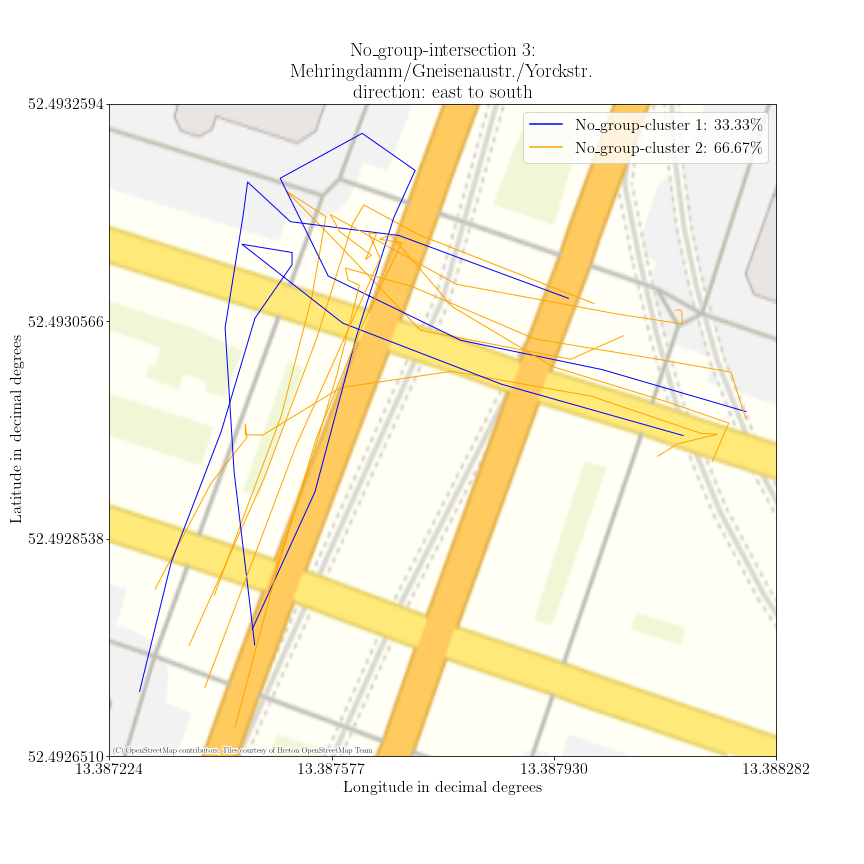 No_group-intersection 3:
Mehringdamm/Gneisenaustr./Yorckstr.
direction: east to south
52.4932594
No_group-cluster 1: 33.33%
No_group-cluster 2: 66.67%
52.4930566
Latitude in decimal degrees
52.4928538
52.4926510
(C) OpenStreetMap contributors, Tiles courtesy of Breton OpenStreetMap Team
13.387224
13.387577
13.387930
13.388282
Longitude in decimal degrees